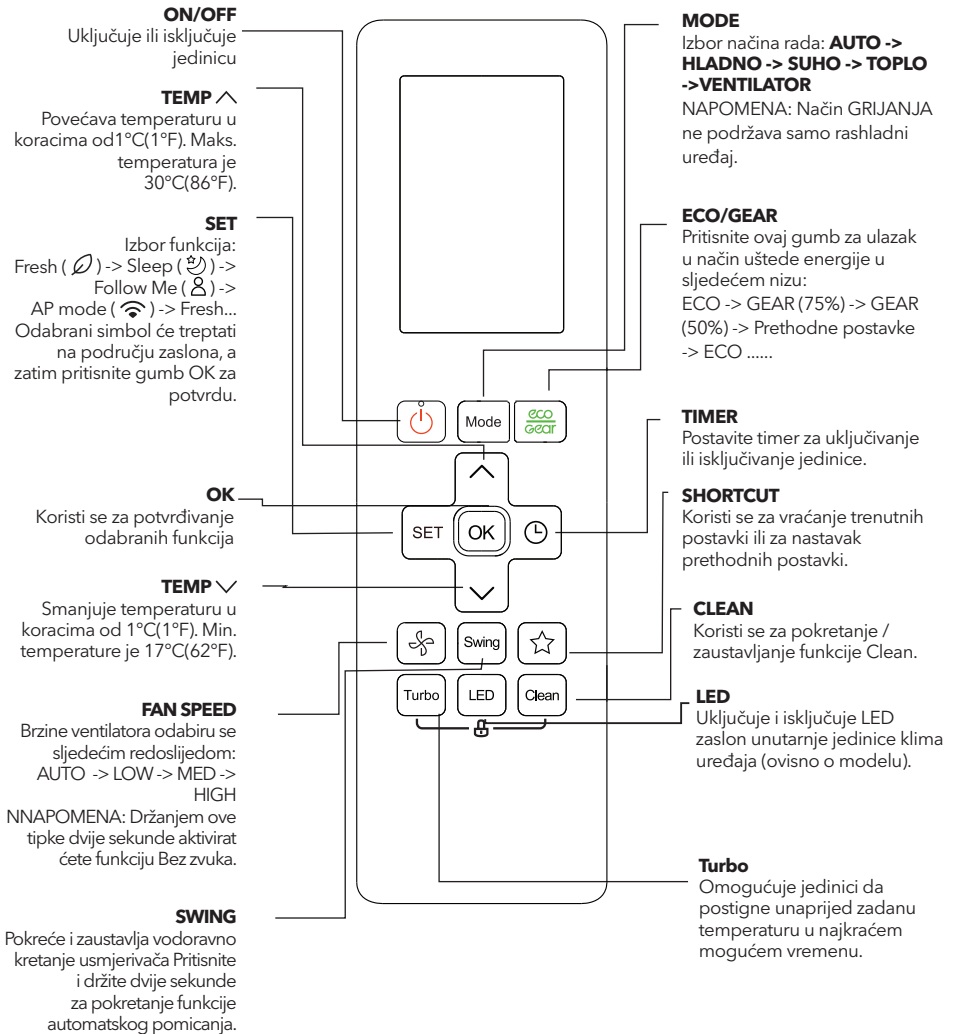 ON/OFF
Uključuje ili isključuje
jedinicu
TEMP
Povećava temperaturu u
koracima od1°C(1°F). Maks.
temperatura je
30°C(86°F).
SET
Izbor funkcija:
Fresh ( ) -> Sleep ( ) ->
Follow Me ( ) ->
AP mode ( ) -> Fresh...
Odabrani simbol će treptati
na području zaslona, a
zatim pritisnite gumb OK za
potvrdu.
OK
Koristi se za potvrđivanje
odabranih funkcija
TEMP
Smanjuje temperaturu u
koracima od 1°C(1°F). Min.
temperature je 17°C(62°F).
FAN SPEED
Brzine ventilatora odabiru se
sljedećim redoslijedom:
AUTO -> LOW -> MED ->
HIGH
NNAPOMENA: Držanjem ove
tipke dvije sekunde aktivirat
ćete funkciju Bez zvuka.
SWING
Pokreće i zaustavlja vodoravno
kretanje usmjerivača Pritisnite
i držite dvije sekunde
za pokretanje funkcije
automatskog pomicanja.
Mode
eco
Gear
SET
OK
Swing
Turbo
LED
Clean
MODE
Izbor načina rada: AUTO ->
HLADNO -> SUHO -> TOPLO
->VENTILATOR
NAPOMENA: Način GRIJANJA
ne podržava samo rashladni
uređaj.
ECO/GEAR
Pritisnite ovaj gumb za ulazak
u način uštede energije u
sljedećem nizu:
ECO -> GEAR (75%) -> GEAR
(50%) -> Prethodne postavke
-> ECO ......
TIMER
Postavite timer za uključivanje
ili isključivanje jedinice.
SHORTCUT
Koristi se za vraćanje trenutnih
postavki ili za nastavak
prethodnih postavki.
CLEAN
Koristi se za pokretanje /
zaustavljanje funkcije Clean.
LED
Uključuje i isključuje LED
zaslon unutarnje jedinice klima
uređaja (ovisno o modelu).
Turbo
Omogućuje jedinici da
postigne unaprijed zadanu
temperaturu u najkraćem
mogućem vremenu.